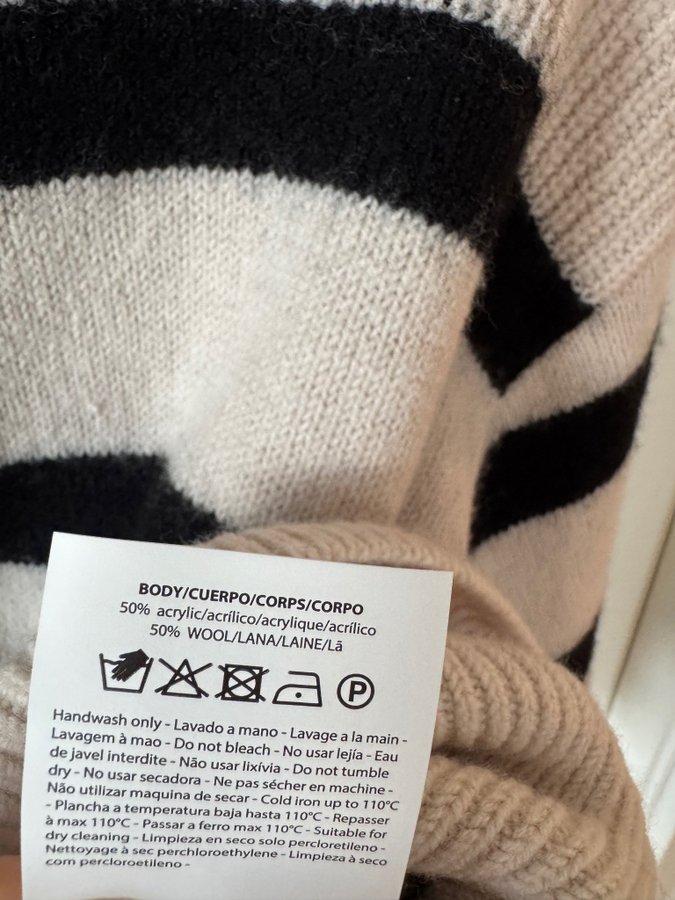 BODY/CUERPO/CORPS/CORPO
50% acrylic/acrílico/acrylique/acrílico
50% WOOL/LANA/LAINE/Lã
P
Handwash only - Lavado a mano - Lavage a la main -
Lavagem à mao - Do not bleach - No usar lejía - Eau
de javel interdite - Não usar lixívia - Do not tumble
dry - No usar secadora - Ne pas sécher en machine -
Não utilizar maquina de secar - Cold iron up to 110°C
- Plancha a temperatura baja hasta 110°C - Repasser
à max 110°C - Passar a ferro max 110°C - Suitable for
dry cleaning - Limpieza en seco solo percloretileno -
Nettoyage à sec perchloroethylene - Limpieza à seco
com percloroetileno -